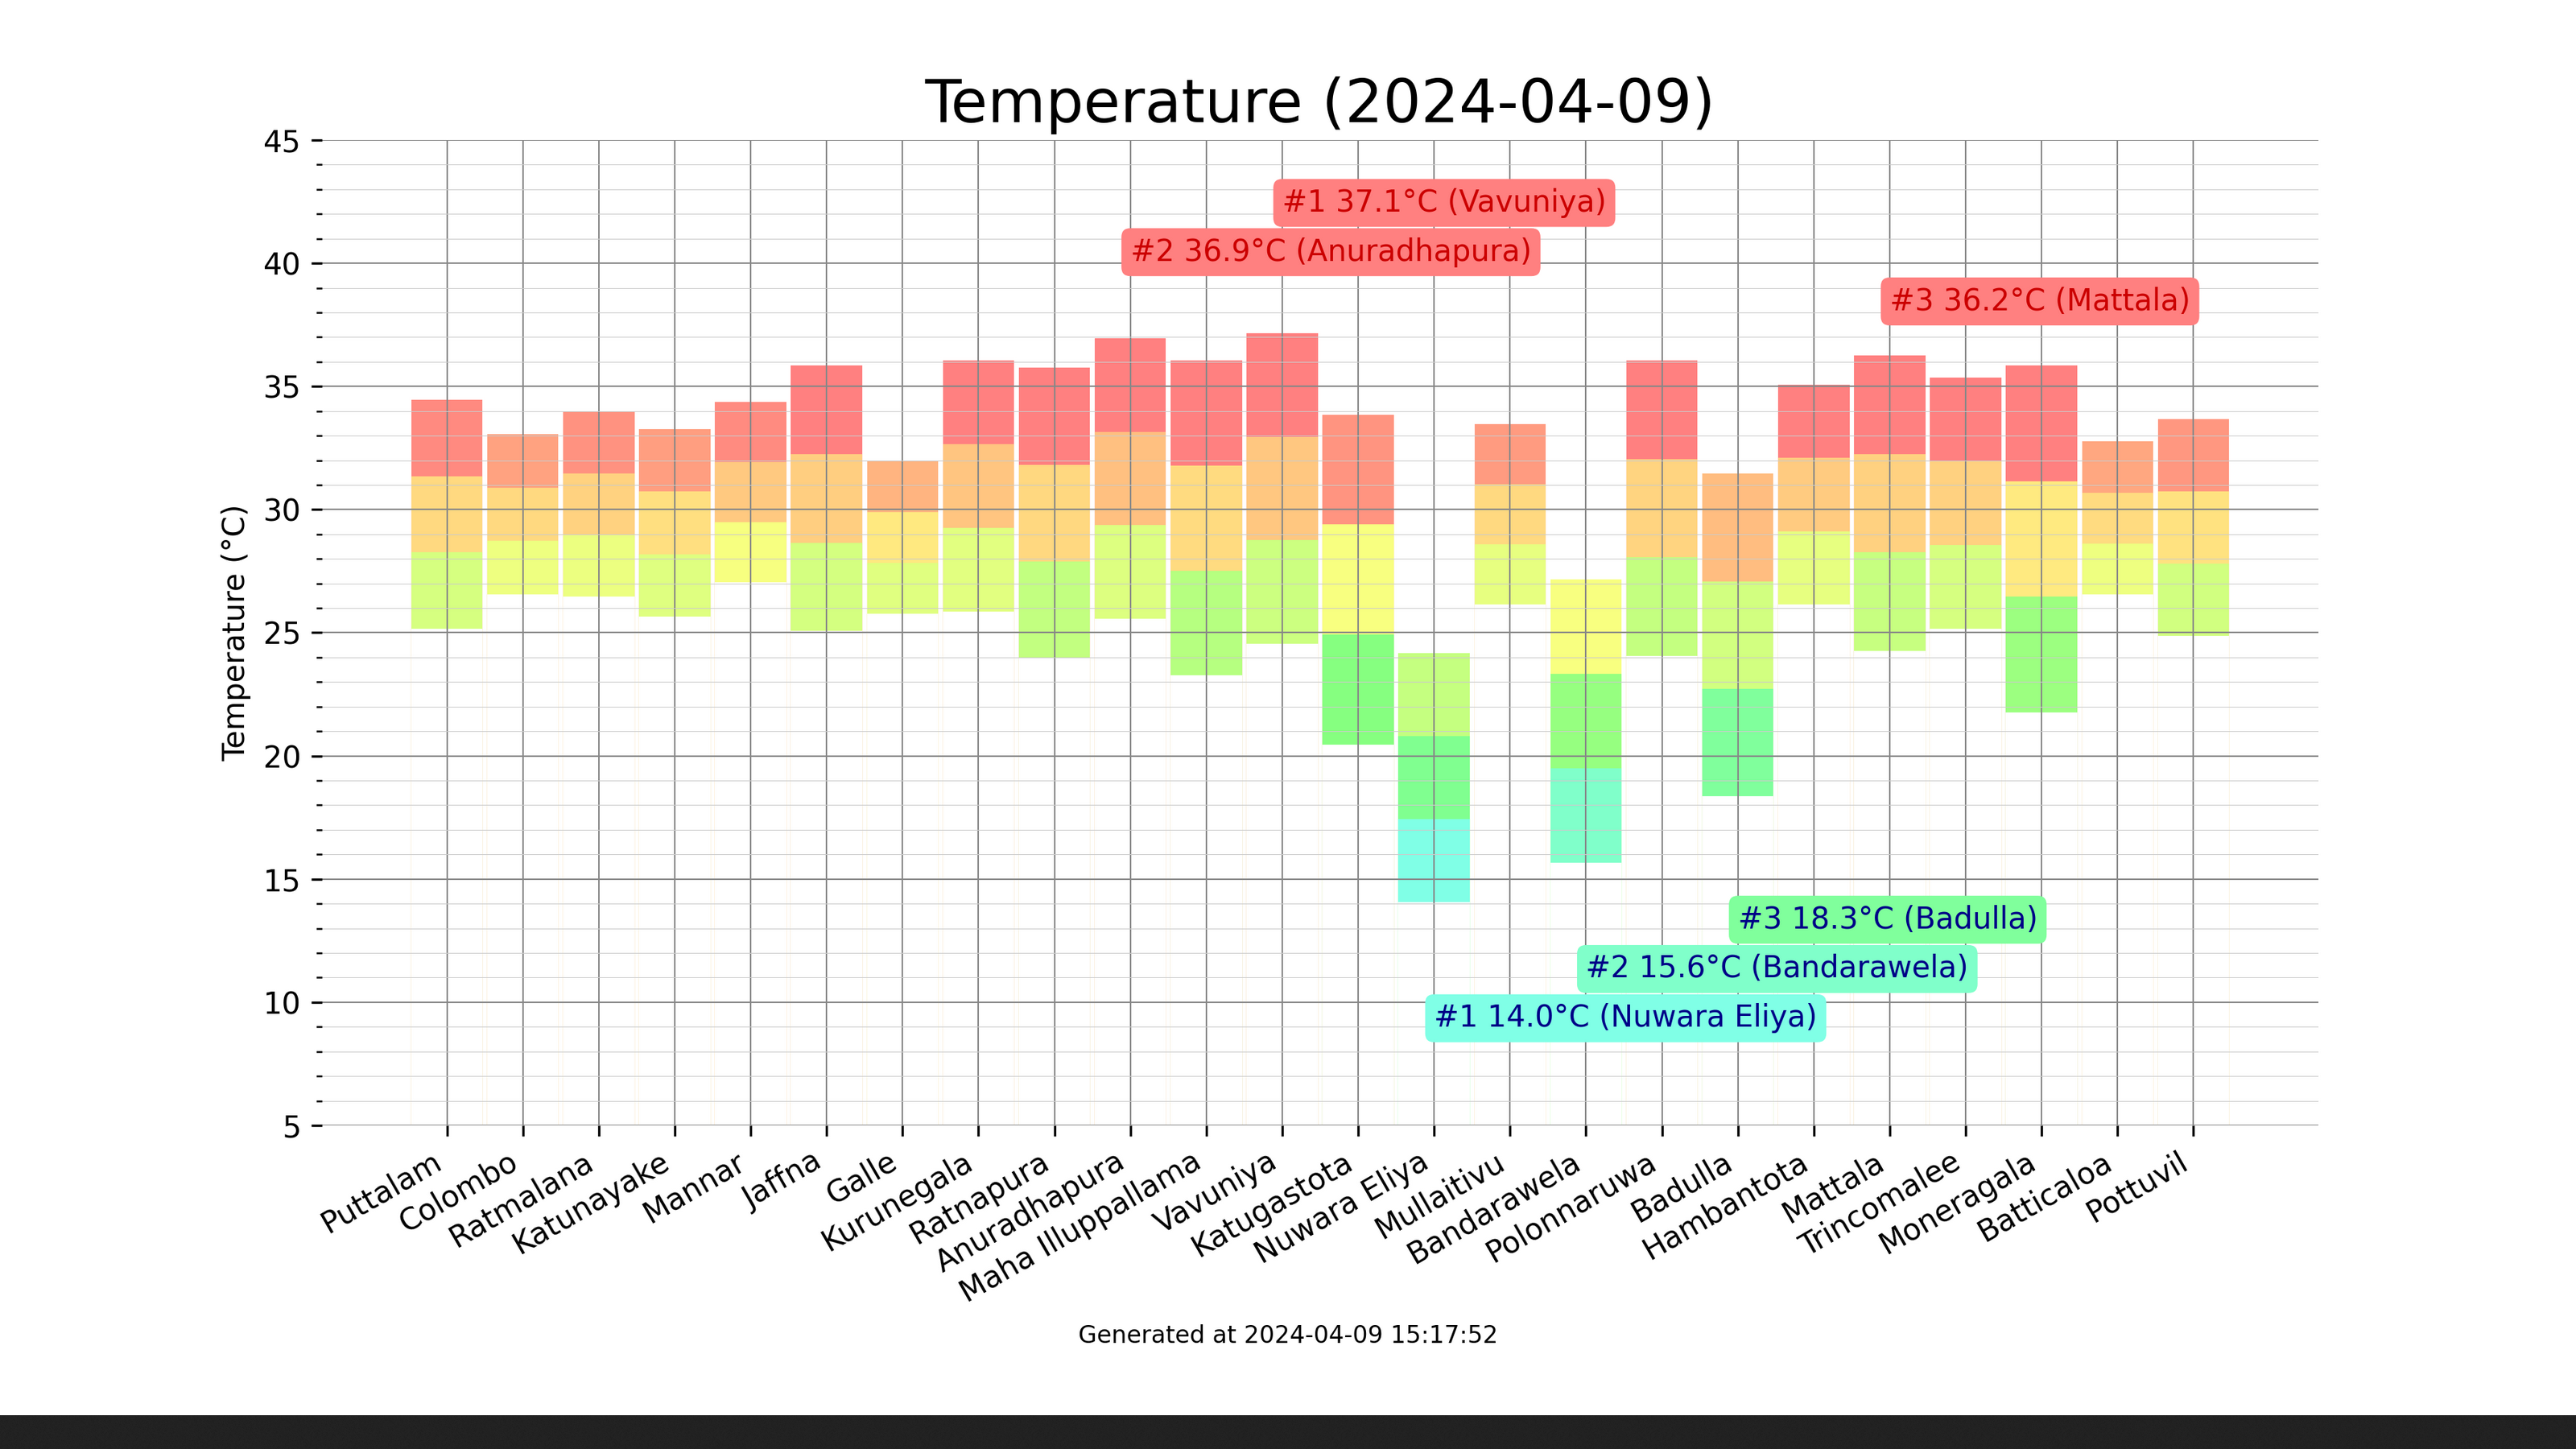 Temperature (2024-04-09)
45
#1 37.1°C (Vavuniya)
#2 36.9°C (Anuradhapura)
40
#3 36.2°C (Mattala)
35
30
Temperature (°C)
25
20
15
#3 18.3°C (Badulla)
#2 15.6°C (Bandarawela)
10
#1 14.0°C (Nuwara Eliya)
5
Puttalam
Colombo
Ratmalana
Katunayake
Mannar
Jaffna
Galle
Kurunegala
Ratnapura
Anuradhapura
Maha Illuppallama
Vavuniya
Katugastota
Nuwara Eliya
Mullaitivu
Bandarawela
Polonnaruwa
Badulla
Hambantota
Mattala
Trincomalee
Moneragala
Batticaloa
Pottuvil
Generated at 2024-04-09 15:17:52